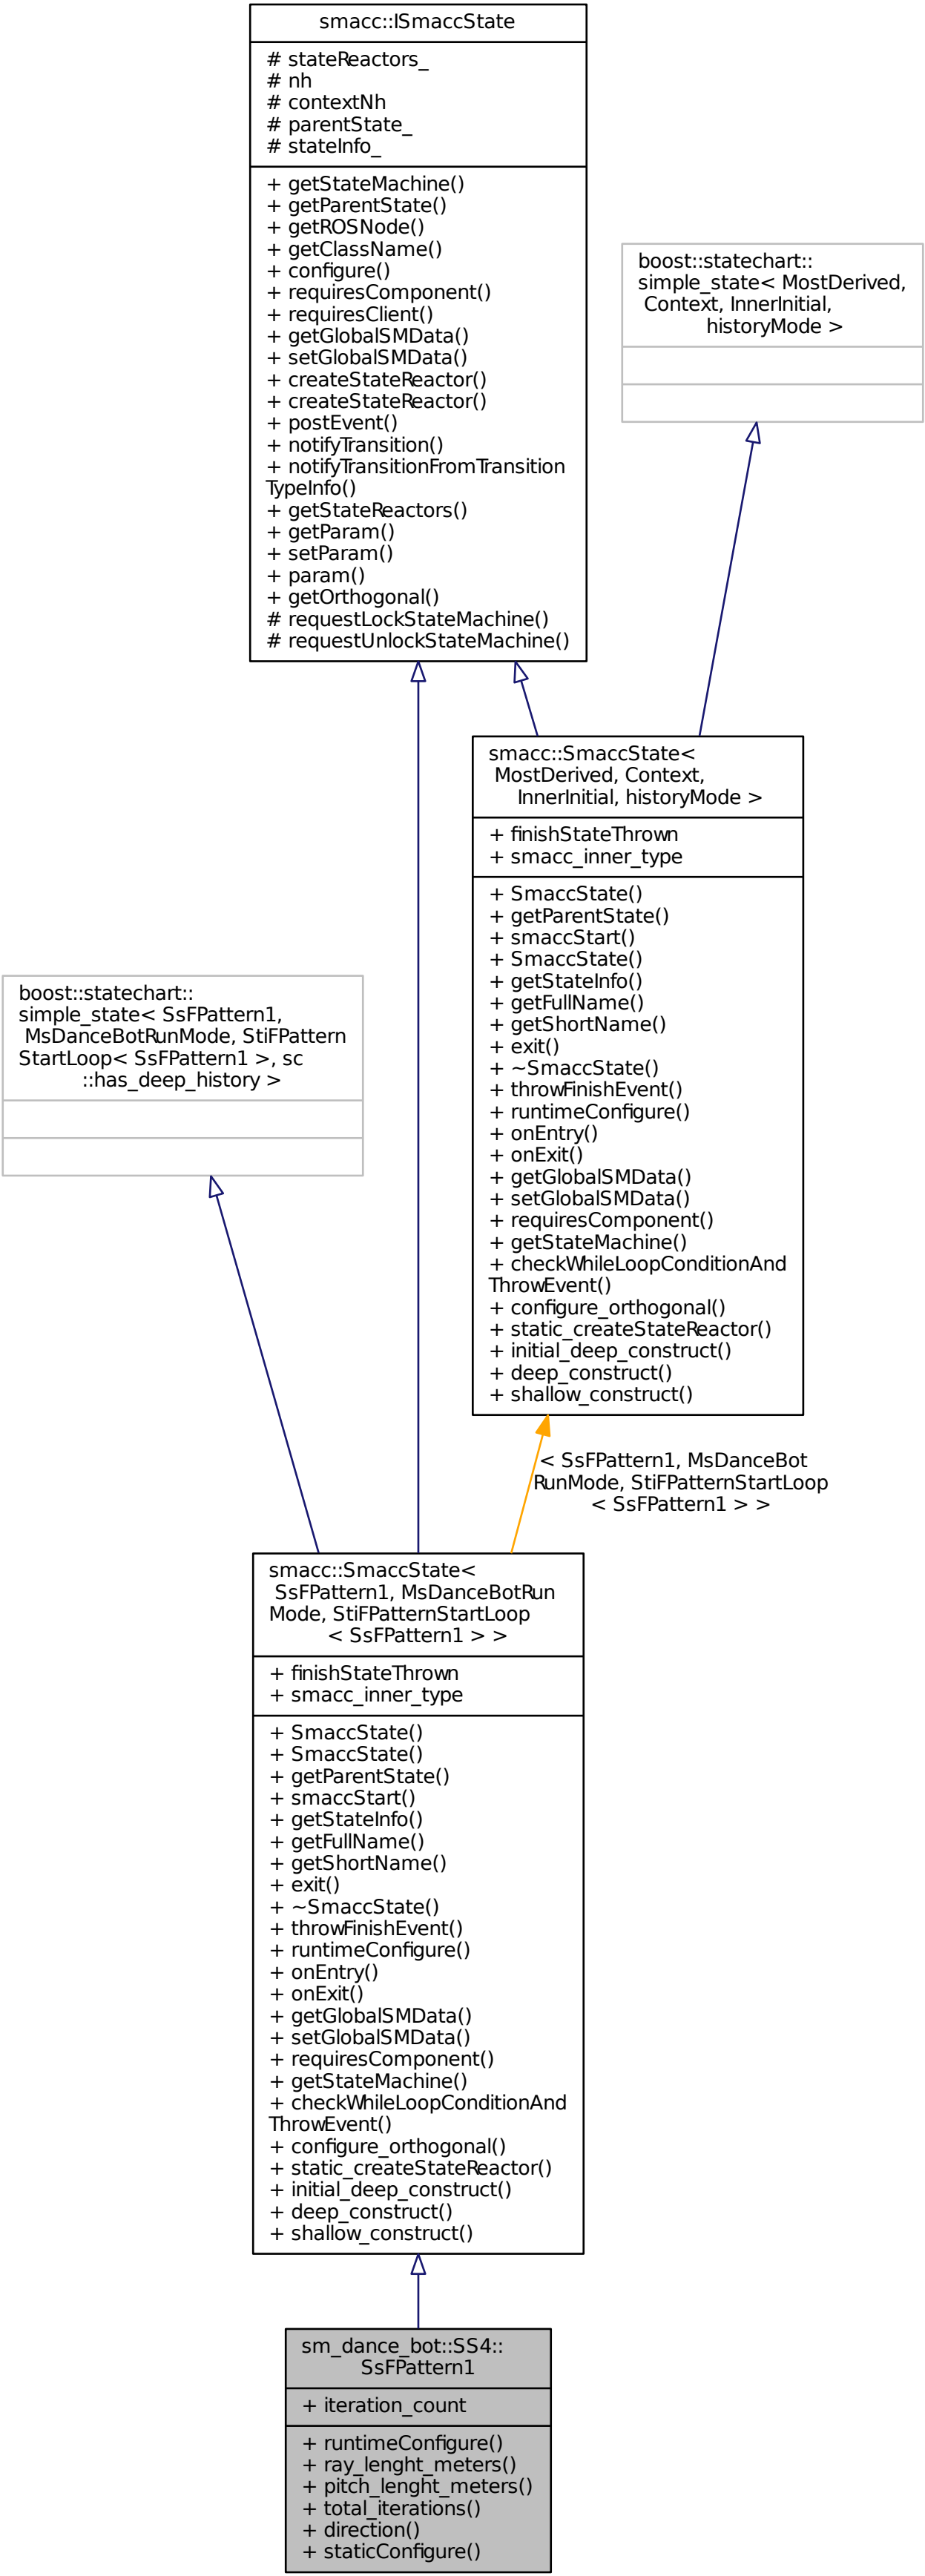 smacc::ISmaccState
# stateReactors_
# nh
# contextNh
# parentState_
# stateInfo_
+ getStateMachine()
+ getParentState()
+ getROSNode()
+ getClassName()
+ configure()
+ requiresComponent()
+ requiresClient()
+ getGlobalSMData()
+ setGlobalSMData()
+ createStateReactor()
+ createStateReactor()
+ postEvent()
+ notifyTransition()
+ notifyTransitionFromTransition
TypeInfo()
+ getStateReactors()
+ getParam()
+ setParam()
+ param()
+ getOrthogonal()
# requestLockStateMachine()
# requestUnlockStateMachine()
boost::statechart::
simple_state< MostDerived,
Context, InnerInitial,
historyMode >
smacc::SmaccState<
MostDerived, Context,
InnerInitial, historyMode >
+ finishStateThrown
+ smacc_inner_type
+ SmaccState()
+ getParentState()
+ smaccStart()
+ SmaccState()
+ getStateInfo()
+ getFullName()
+ getShortName()
+ exit()
+ ~SmaccState()
+ throwFinishEvent()
+ runtimeConfigure()
+ onEntry()
+ onExit()
+ getGlobalSMData()
+ setGlobalSMData()
+ requiresComponent()
+ getStateMachine()
+ checkWhileLoopConditionAnd
ThrowEvent()
+ configure_orthogonal()
+ static_createStateReactor()
+ initial_deep_construct()
+ deep_construct()
+ shallow_construct()
boost::statechart::
simple_state< SsFPattern1,
MsDanceBotRunMode, StiFPattern
StartLoop< SsFPattern1 >, sc
::has_deep_history >
< SsFPattern1, MsDanceBot
RunMode, StiFPatternStartLoop
< SsFPattern1 > >
smacc::SmaccState<
SsFPattern1, MsDanceBotRun
Mode, StiFPatternStartLoop
< SsFPattern1 > >
+ finishStateThrown
+ smacc_inner_type
+ SmaccState()
+ SmaccState()
+ getParentState()
+ smaccStart()
+ getStateInfo()
+ getFullName()
+ getShortName()
+ exit()
+ ~SmaccState()
+ throwFinishEvent()
+ runtimeConfigure()
+ onEntry()
+ onExit()
+ getGlobalSMData()
+ setGlobalSMData()
+ requiresComponent()
+ getStateMachine()
+ checkWhileLoopConditionAnd
ThrowEvent()
+ configure_orthogonal()
+ static_createStateReactor()
+ initial_deep_construct()
+ deep_construct()
+ shallow_construct()
sm_dance_bot::SS4::
SsFPattern1
+ iteration_count
+ runtimeConfigure()
+ ray_lenght_meters()
+ pitch_lenght_meters()
+ total_iterations()
+ direction()
+ staticConfigure()